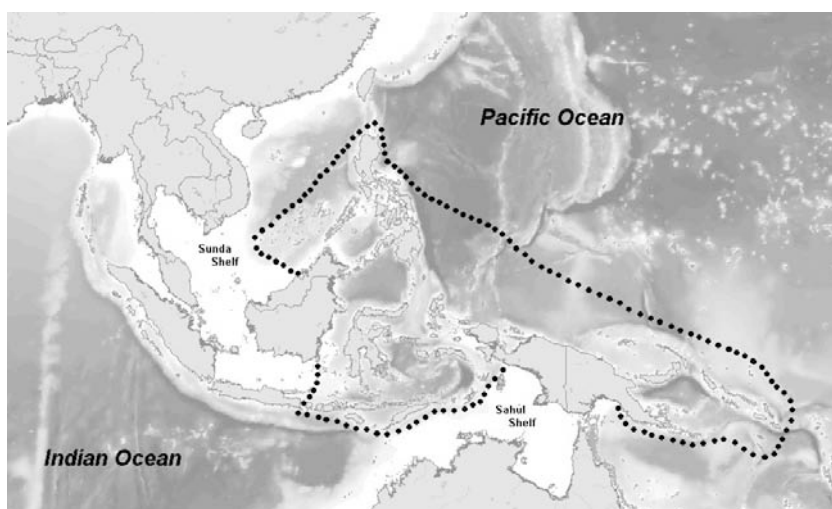 Pacific Ocean
Sunda
Shelf
Sahul
Shelf
Indian Ocean